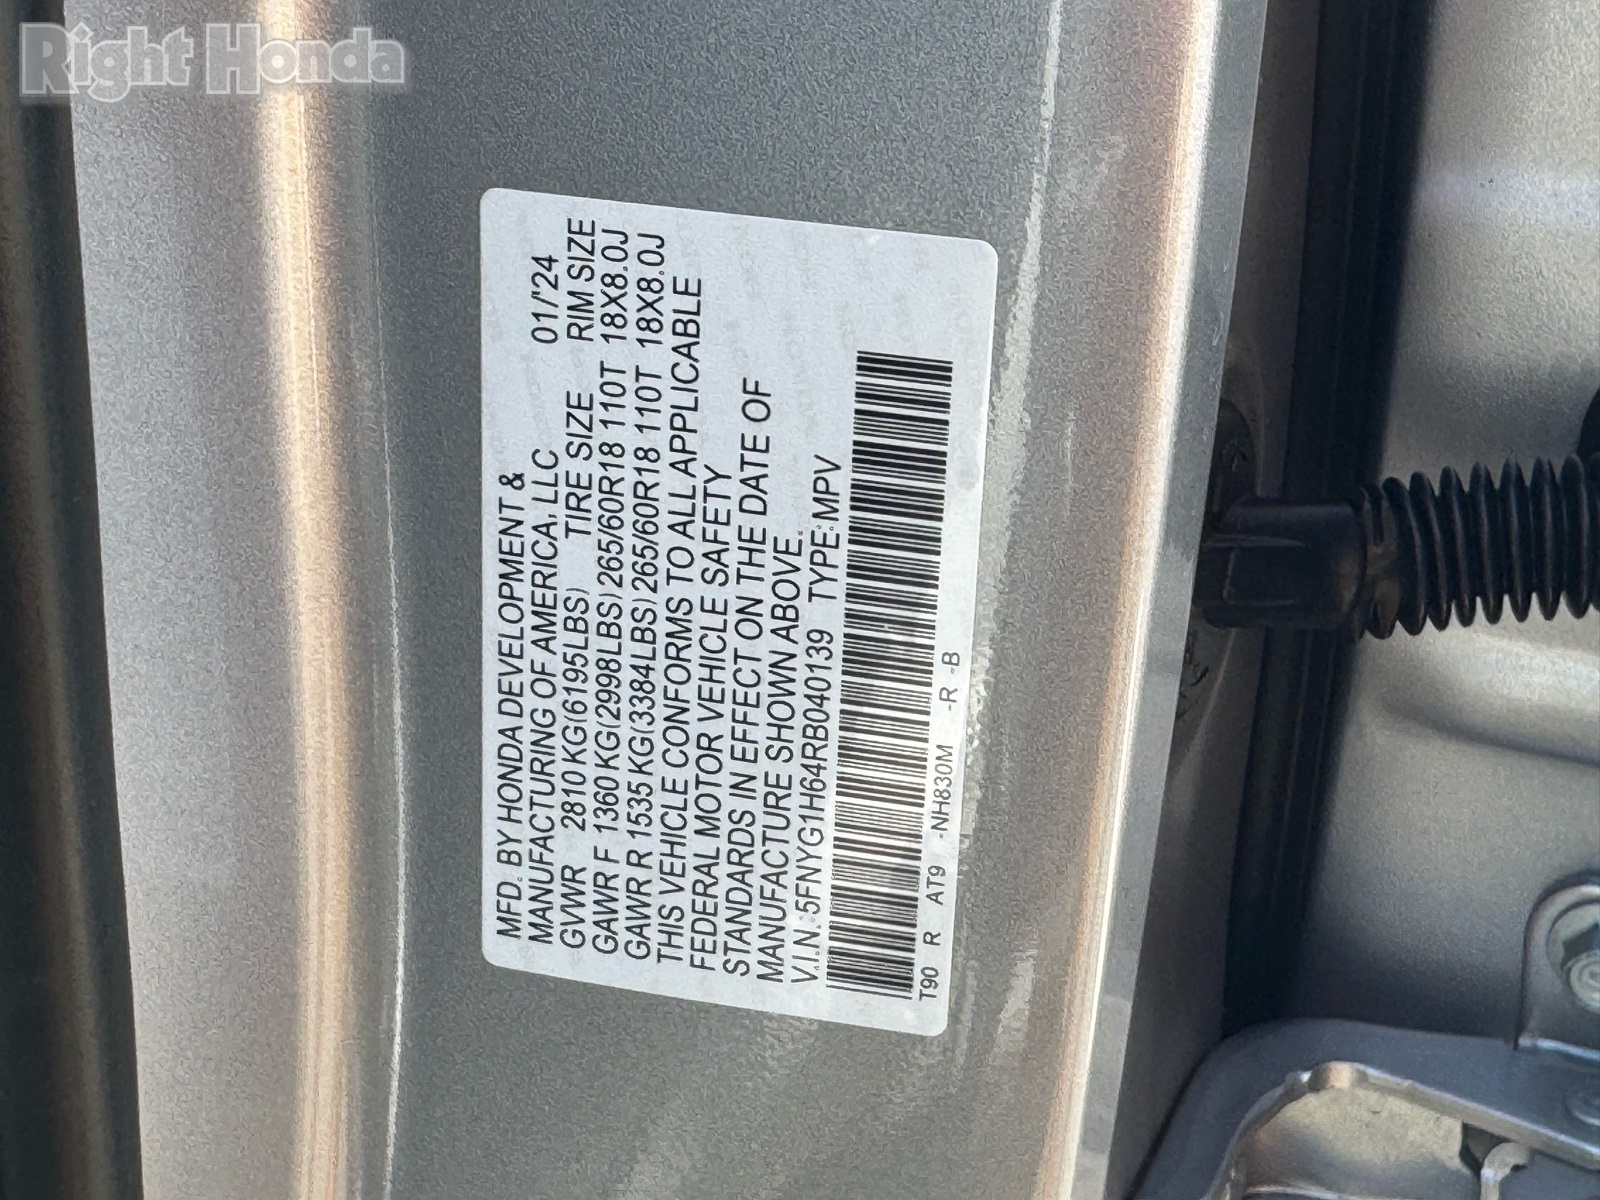 Right Honda
MFD. BY HONDA DEVELOPMENT & 01/'24
MANUFACTURING OF AMERICA, LLC
GVWR 2810 KG(6195LBS) TIRE SIZE RIM SIZE
GAWR F 1360 KG(2998LBS) 265/60R18 110T 18X8.0J
GAWR R 1535 KG(3384LBS) 265/60R18 110T 18X8.0J
THIS VEHICLE CONFORMS TO ALL APPLICABLE
FEDERAL MOTOR VEHICLE SAFETY
STANDARDS IN EFFECT ON THE DATE OF
MANUFACTURE SHOWN ABOVE.
V.I.N.:5FNYG1H64RB040139 TYPE:MPV
T90 R AT9 -NH830M -R -B